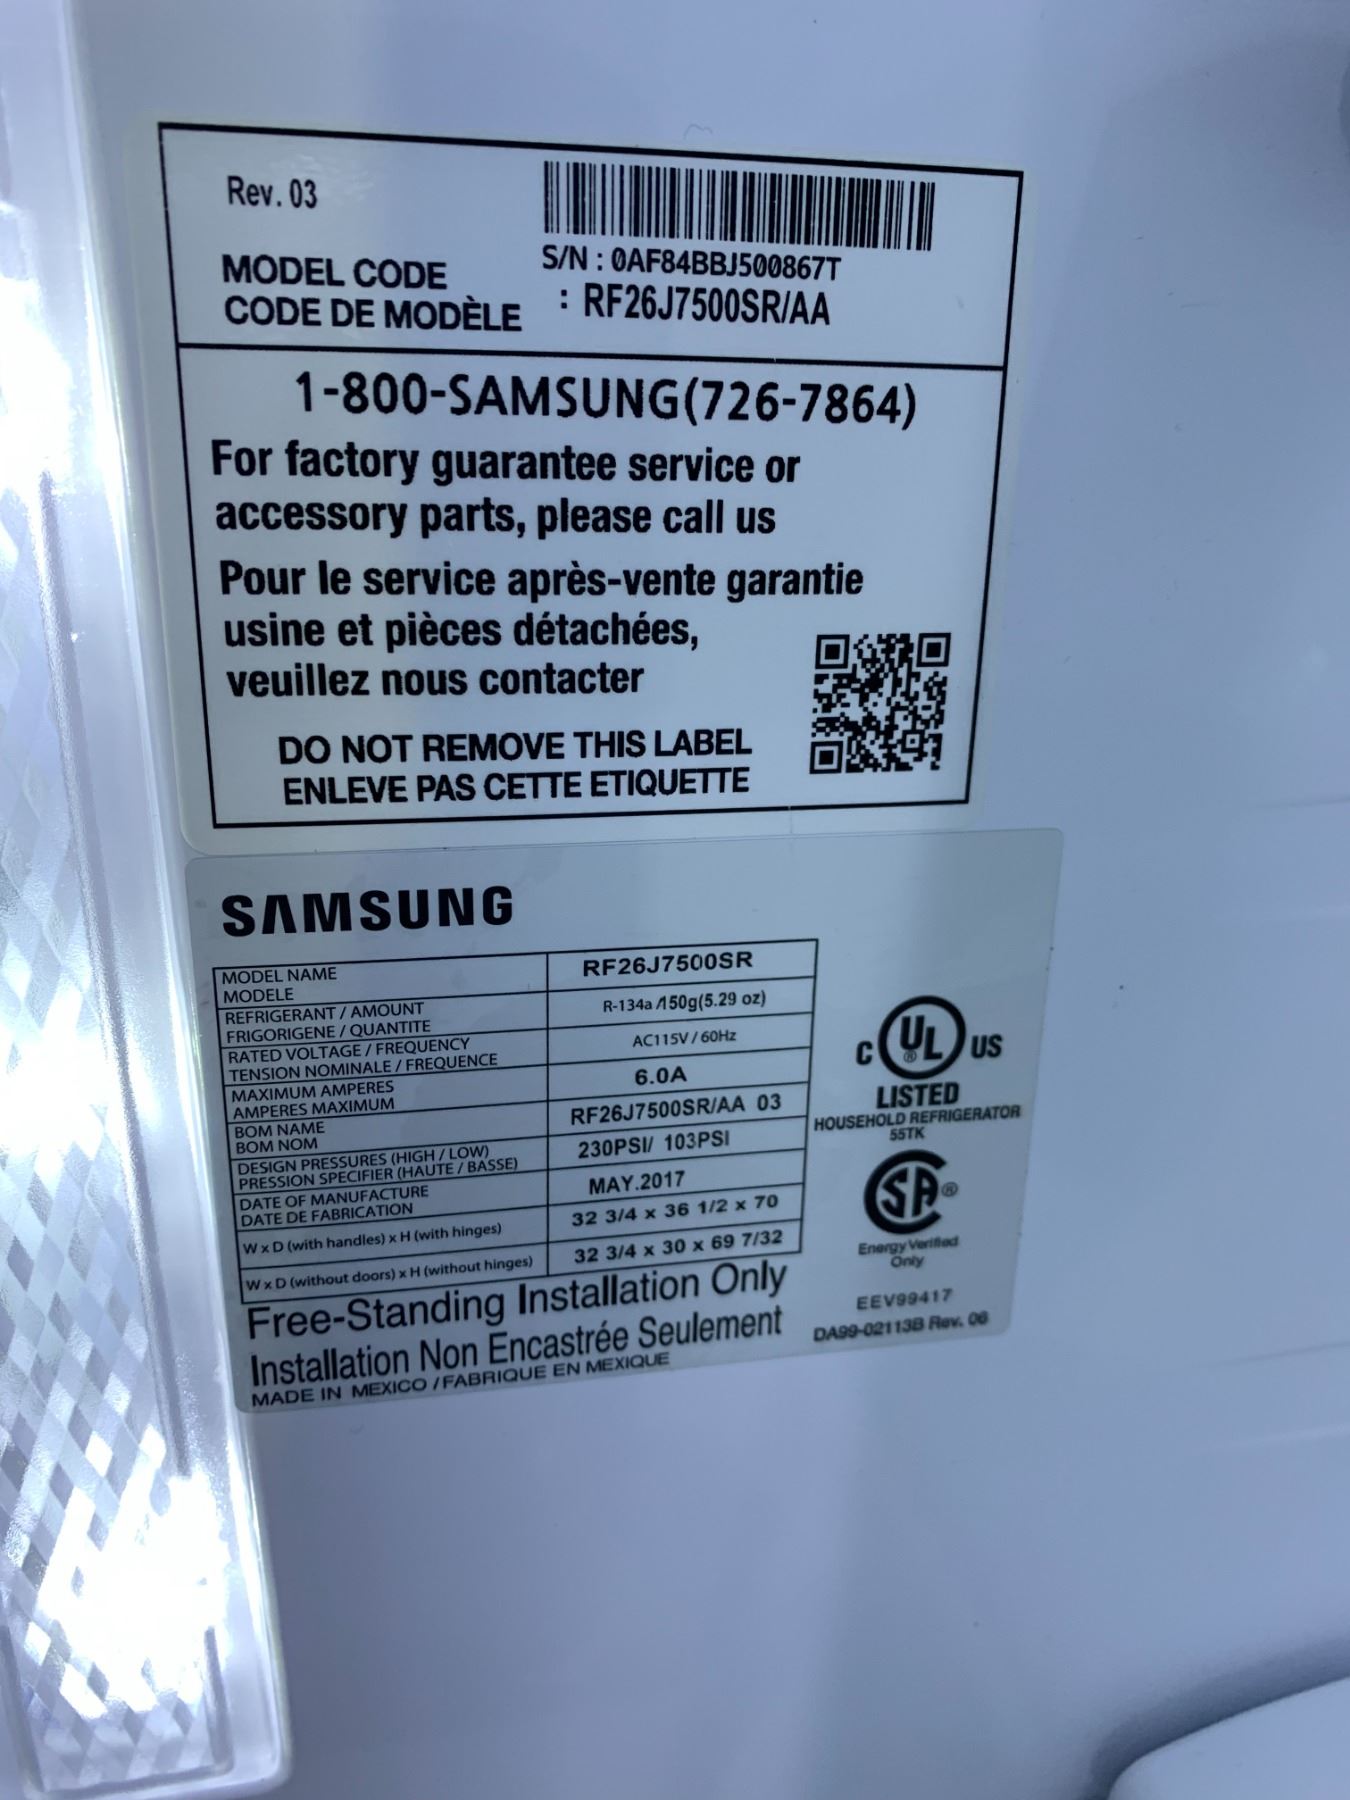 Rev. 03
S/N : 0AF84BBJ500867T
MODEL CODE
CODE DE MODÈLE : RF26J7500SR/AA
1-800-SAMSUNG(726-7864)
For factory guarantee service or
accessory parts, please call us
Pour le service après-vente garantie
usine et pièces détachées,
veuillez nous contacter
DO NOT REMOVE THIS LABEL
ENLEVE PAS CETTE ETIQUETTE
SAMSUNG
MODEL NAME
MODELE
RF26J7500SR
REFRIGERANT / AMOUNT
FRIGORIGENE / QUANTITE
R-134a /150g(5.29 oz)
RATED VOLTAGE / FREQUENCY
TENSION NOMINALE / FREQUENCE
AC115V / 60Hz
MAXIMUM AMPERES
AMPERES MAXIMUM
6.0A
BOM NAME
BOM NOM
RF26J7500SR/AA 03
DESIGN PRESSURES (HIGH / LOW)
PRESSION SPECIFIER (HAUTE / BASSE)
230PSI/ 103PSI
DATE OF MANUFACTURE
DATE DE FABRICATION
MAY.2017
W x D (with handles) x H (with hinges)
32 3/4 x 36 1/2 x 70
W x D (without doors) x H (without hinges)
32 3/4 x 30 x 69 7/32
Free-Standing Installation Only
Installation Non Encastrée Seulement
MADE IN MEXICO / FABRIQUE EN MEXIQUE
C UL ® US
LISTED
HOUSEHOLD REFRIGERATOR
55TK
SA ®
Energy Verified
Only
EEV99417
DA99-02113B Rev. 06